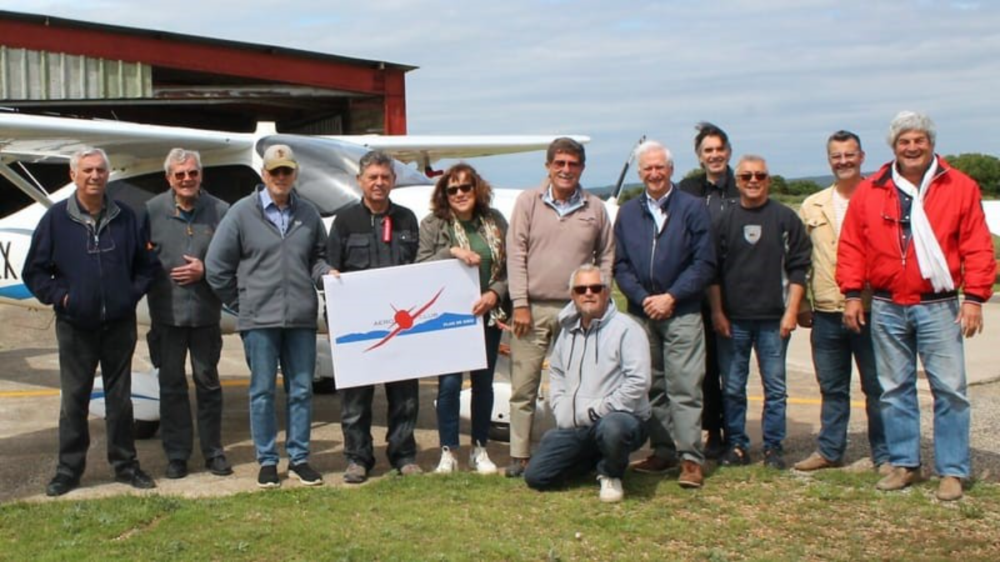 AERO CLUB
PLAN DE DIEU
X